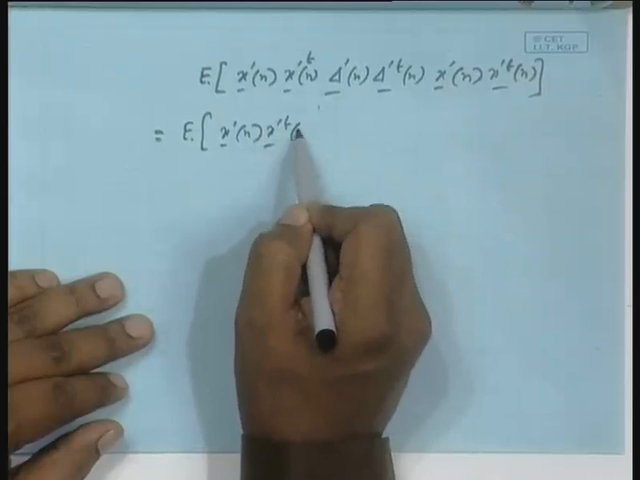 © CET
I.I.T. KGP
E[ x'(n) x'(n)^t Δ'(n) Δ'^t(n) x'(n) x'^t(n) ]
= E[ x'(n) x'^t(